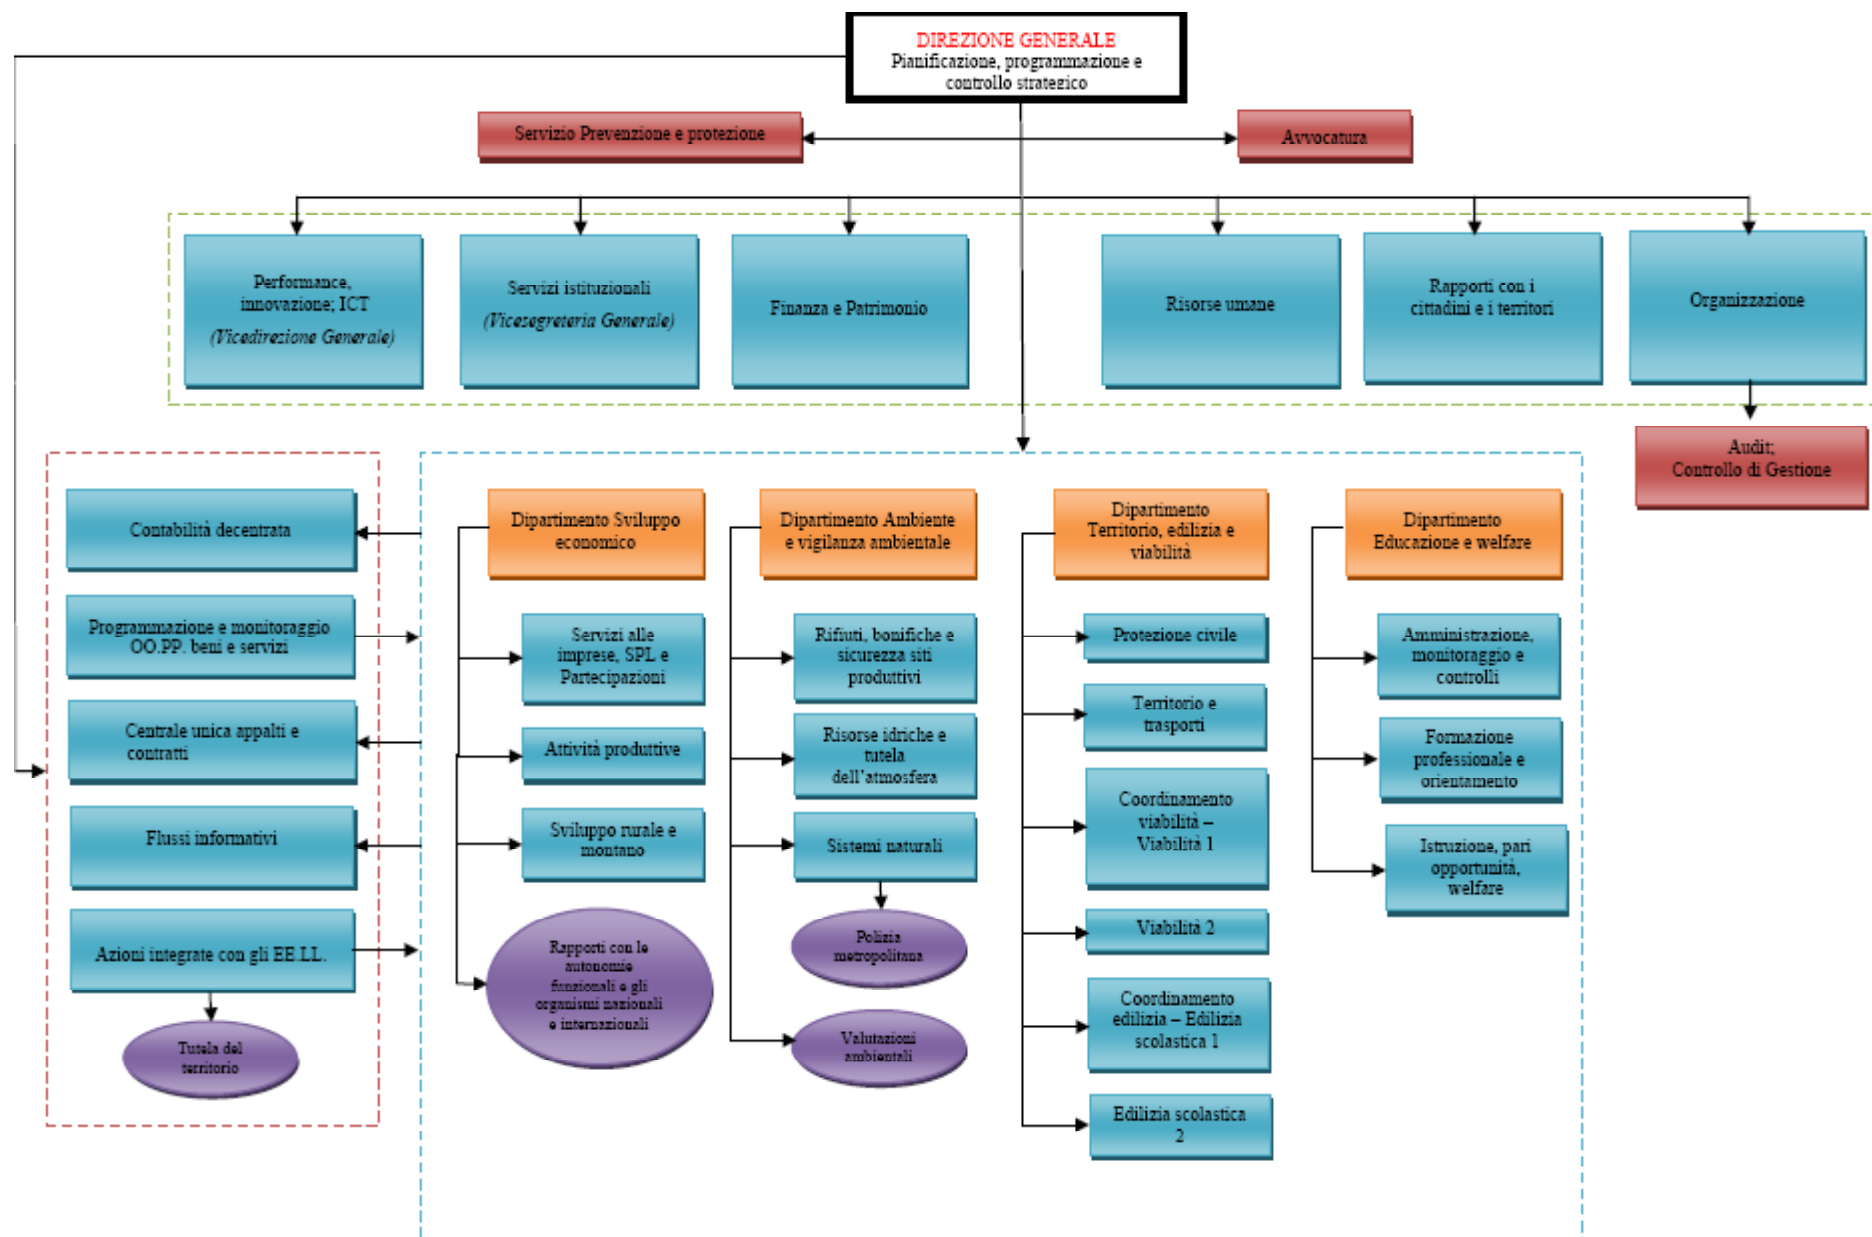 DIREZIONE GENERALE
Pianificazione, programmazione e
controllo strategico
Servizio Prevenzione e protezione
Avvocatura
Performance,
innovazione; ICT
(Vicedirezione Generale)
Servizi istituzionali
(Vicesegreteria Generale)
Finanza e Patrimonio
Risorse umane
Rapporti con i
cittadini e i territori
Organizzazione
Audit;
Controllo di Gestione
Contabilità decentrata
Programmazione e monitoraggio
OO.PP. beni e servizi
Centrale unica appalti e
contratti
Flussi informativi
Azioni integrate con gli EE.LL.
Tutela del
territorio
Dipartimento Sviluppo
economico
Servizi alle
imprese, SPL e
Partecipazioni
Attività produttive
Sviluppo rurale e
montano
Rapporti con le
autonomie
funzionali e gli
organismi nazionali
e internazionali
Dipartimento Ambiente
e vigilanza ambientale
Rifiuti, bonifiche e
sicurezza siti
produttivi
Risorse idriche e
tutela
dell'atmosfera
Sistemi naturali
Polizia
metropolitana
Valutazioni
ambientali
Dipartimento
Territorio, edilizia e
viabilità
Protezione civile
Territorio e
trasporti
Coordinamento
viabilità –
Viabilità 1
Viabilità 2
Coordinamento
edilizia – Edilizia
scolastica 1
Edilizia scolastica
2
Dipartimento
Educazione e welfare
Amministrazione,
monitoraggio e
controlli
Formazione
professionale e
orientamento
Istruzione, pari
opportunità,
welfare